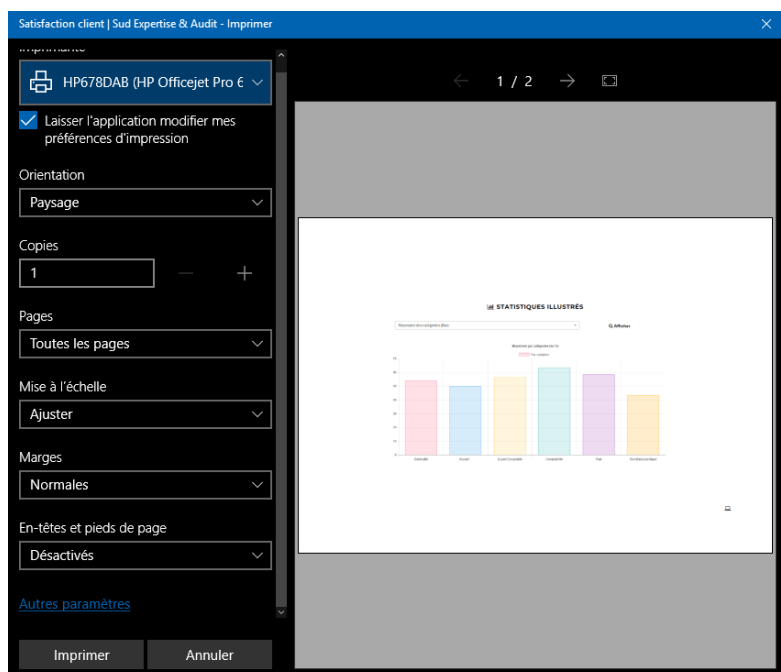 Satisfaction client | Sud Expertise & Audit - Imprimer
Imprimante
HP678DAB (HP Officejet Pro 6
Laisser l'application modifier mes
préférences d'impression
Orientation
Paysage
Copies
1
Pages
Toutes les pages
Mise à l'échelle
Ajuster
Marges
Normales
En-têtes et pieds de page
Désactivés
Autres paramètres
Imprimer
Annuler
1 / 2
STATISTIQUES ILLUSTRÉS
Afficher